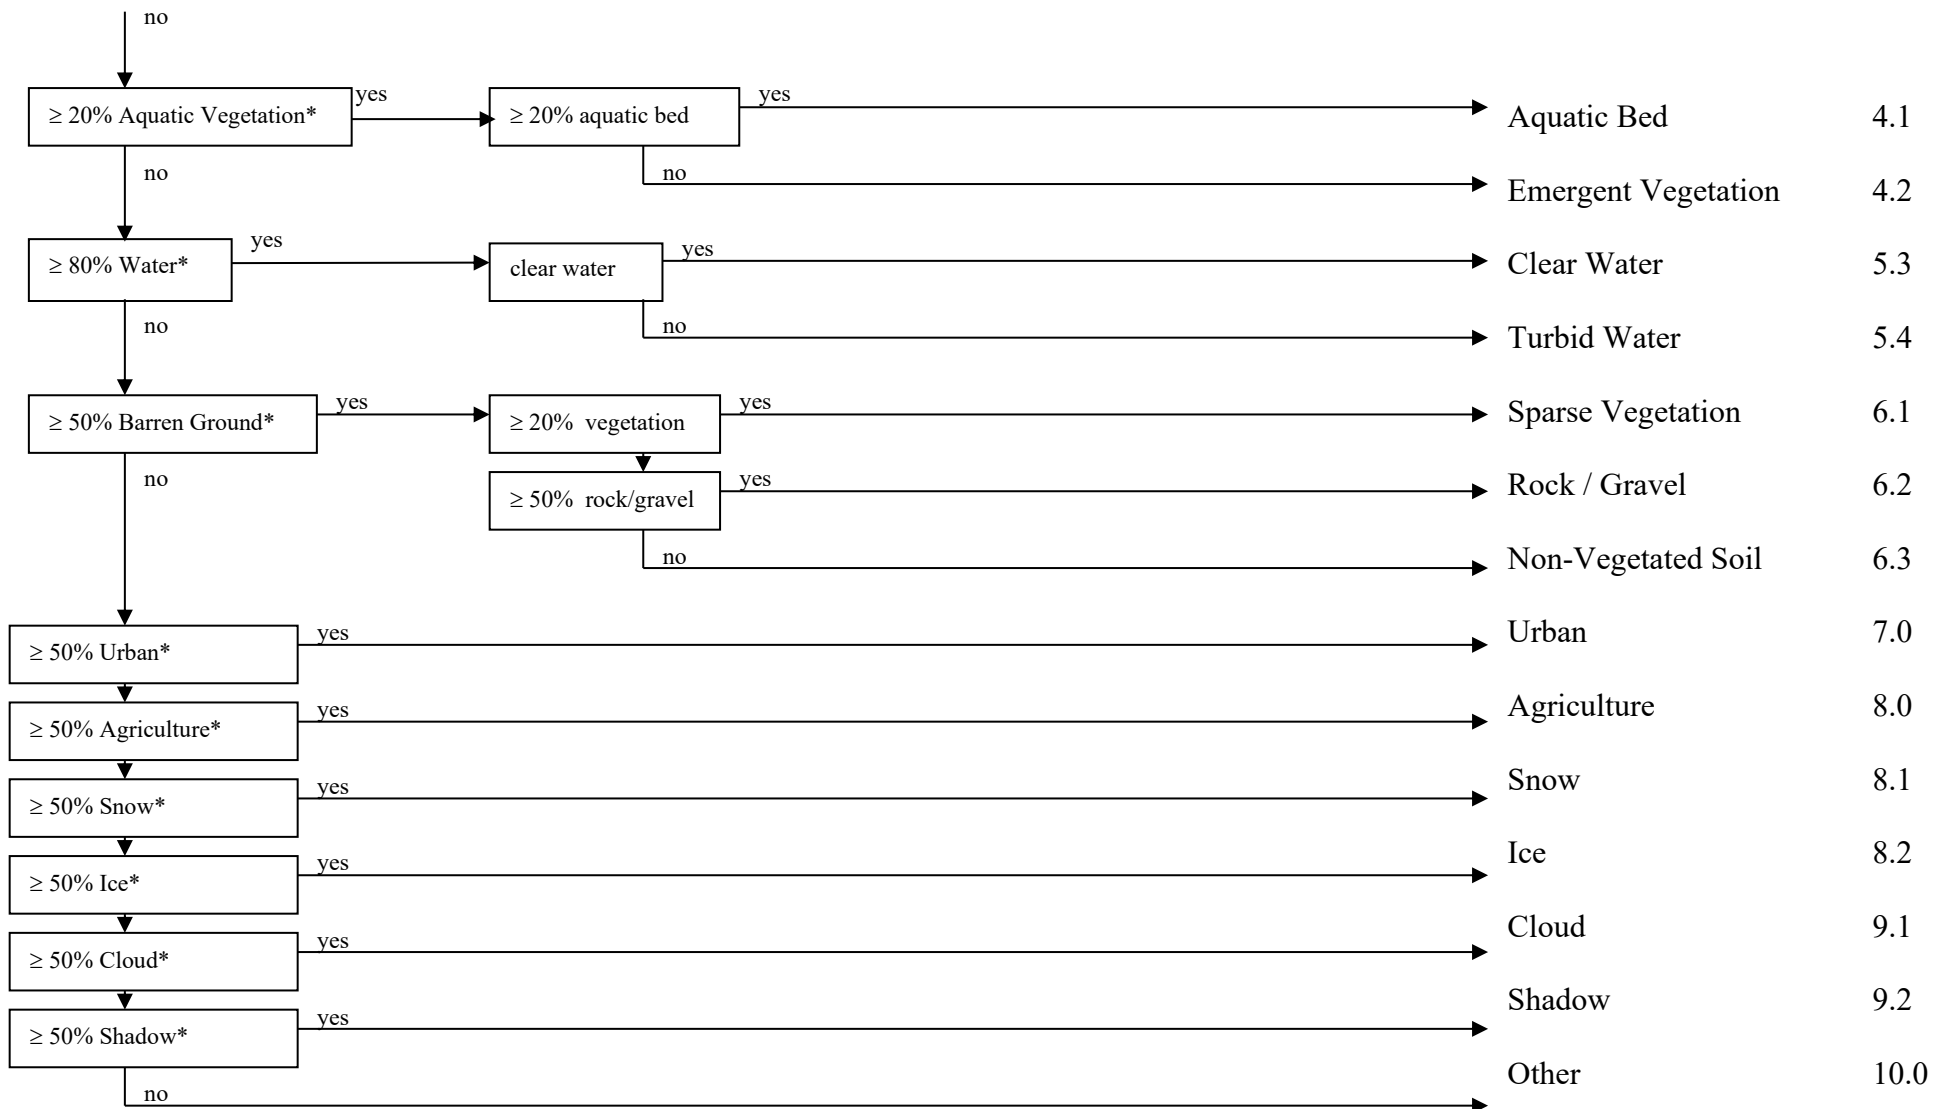 no
≥ 20% Aquatic Vegetation* yes ≥ 20% aquatic bed yes Aquatic Bed 4.1
no no Emergent Vegetation 4.2
≥ 80% Water* yes clear water yes Clear Water 5.3
no no Turbid Water 5.4
≥ 50% Barren Ground* yes ≥ 20% vegetation yes Sparse Vegetation 6.1
no ≥ 50% rock/gravel yes Rock / Gravel 6.2
no Non-Vegetated Soil 6.3
≥ 50% Urban* yes Urban 7.0
≥ 50% Agriculture* yes Agriculture 8.0
≥ 50% Snow* yes Snow 8.1
≥ 50% Ice* yes Ice 8.2
≥ 50% Cloud* yes Cloud 9.1
≥ 50% Shadow* yes Shadow 9.2
no Other 10.0